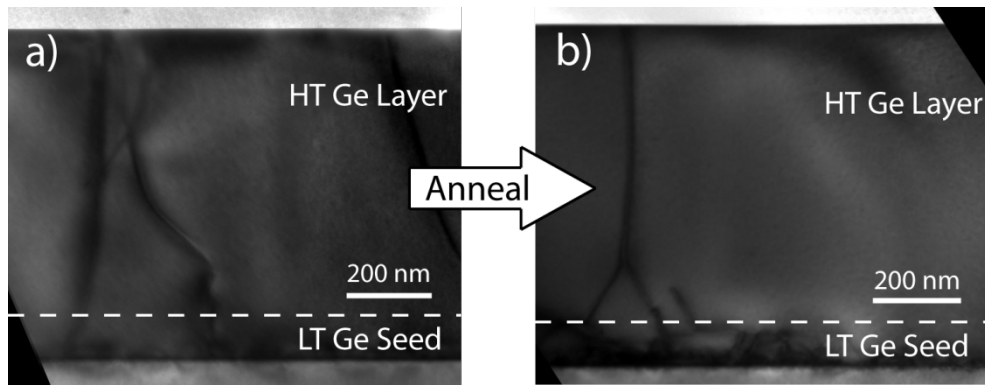 a)
HT Ge Layer
200 nm
LT Ge Seed
Anneal
b)
HT Ge Layer
200 nm
LT Ge Seed